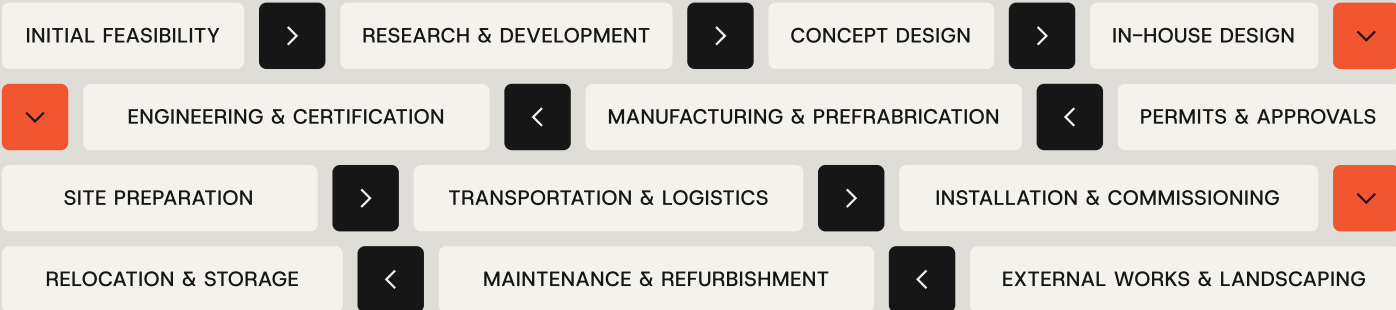 INITIAL FEASIBILITY RESEARCH & DEVELOPMENT CONCEPT DESIGN IN-HOUSE DESIGN
ENGINEERING & CERTIFICATION MANUFACTURING & PREFRABRICATION PERMITS & APPROVALS
SITE PREPARATION TRANSPORTATION & LOGISTICS INSTALLATION & COMMISSIONING
RELOCATION & STORAGE MAINTENANCE & REFURBISHMENT EXTERNAL WORKS & LANDSCAPING